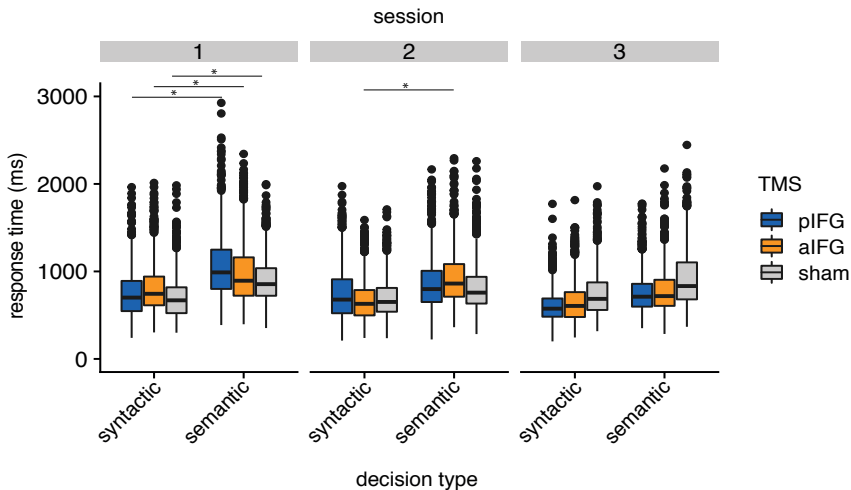 session
1 2 3
* * * *
3000
2000
1000
0
response time (ms)
syntactic semantic syntactic semantic syntactic semantic
decision type
TMS
pIFG
aIFG
sham